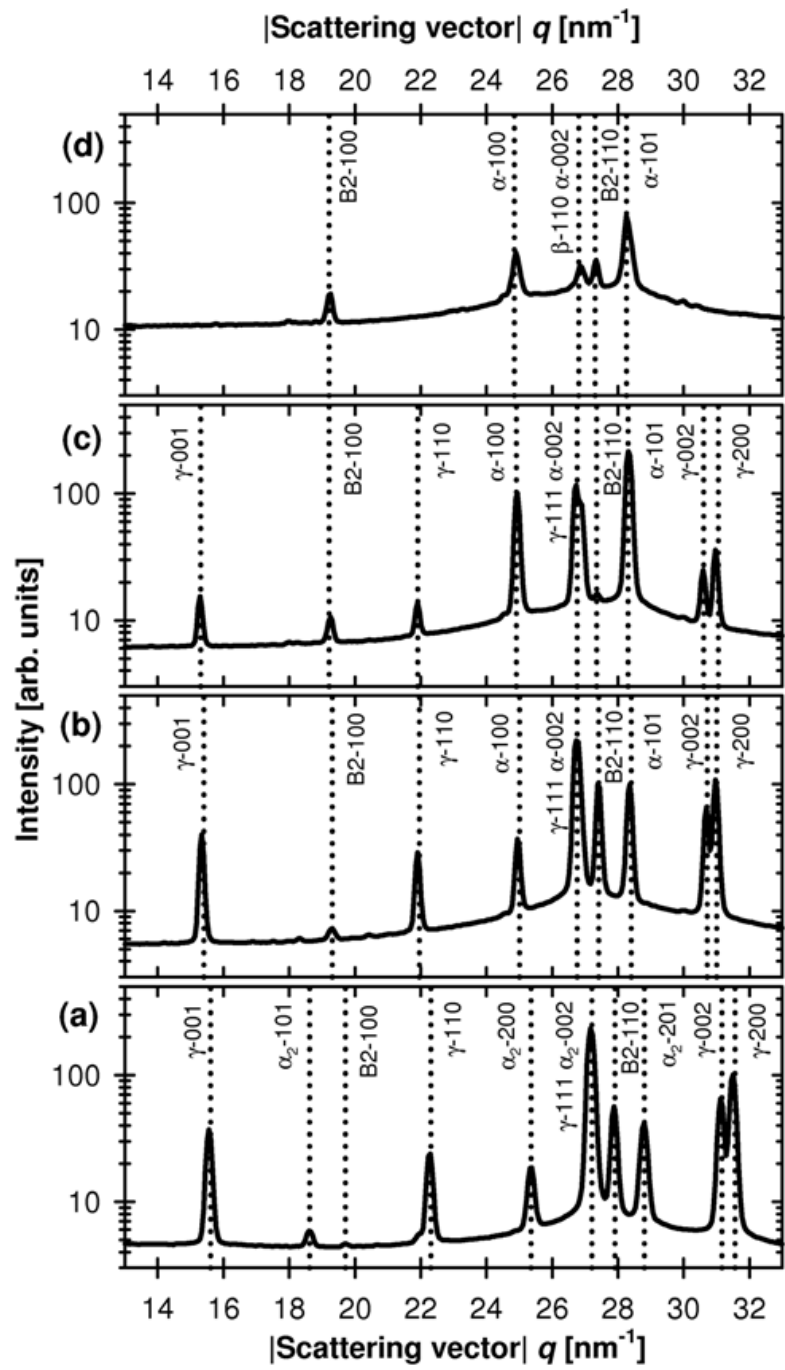 |Scattering vector| q [nm⁻¹]
14 16 18 20 22 24 26 28 30 32
(d)
B2-100
α-100
β-110 α-002
B2-110
α-101
100
10
(c)
γ-001
B2-100
γ-110
α-100
γ-111 α-002
B2-110
α-101
γ-002
γ-200
100
10
Intensity [arb. units]
(b)
γ-001
B2-100
γ-110
α-100
γ-111 α-002
B2-110
α-101
γ-002
γ-200
100
10
(a)
γ-001
α₂-101
B2-100
γ-110
α₂-200
γ-111 α₂-002
B2-110
α₂-201
γ-002
γ-200
100
10
14 16 18 20 22 24 26 28 30 32
|Scattering vector| q [nm⁻¹]